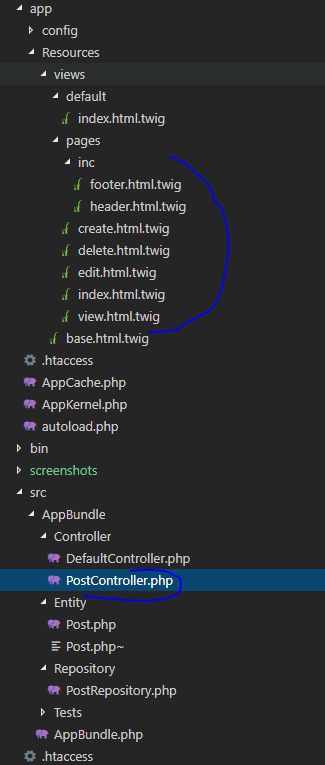 app
config
Resources
views
default
index.html.twig
pages
inc
footer.html.twig
header.html.twig
create.html.twig
delete.html.twig
edit.html.twig
index.html.twig
view.html.twig
base.html.twig
.htaccess
AppCache.php
AppKernel.php
autoload.php
bin
screenshots
src
AppBundle
Controller
DefaultController.php
PostController.php
Entity
Post.php
Post.php~
Repository
PostRepository.php
Tests
AppBundle.php
.htaccess